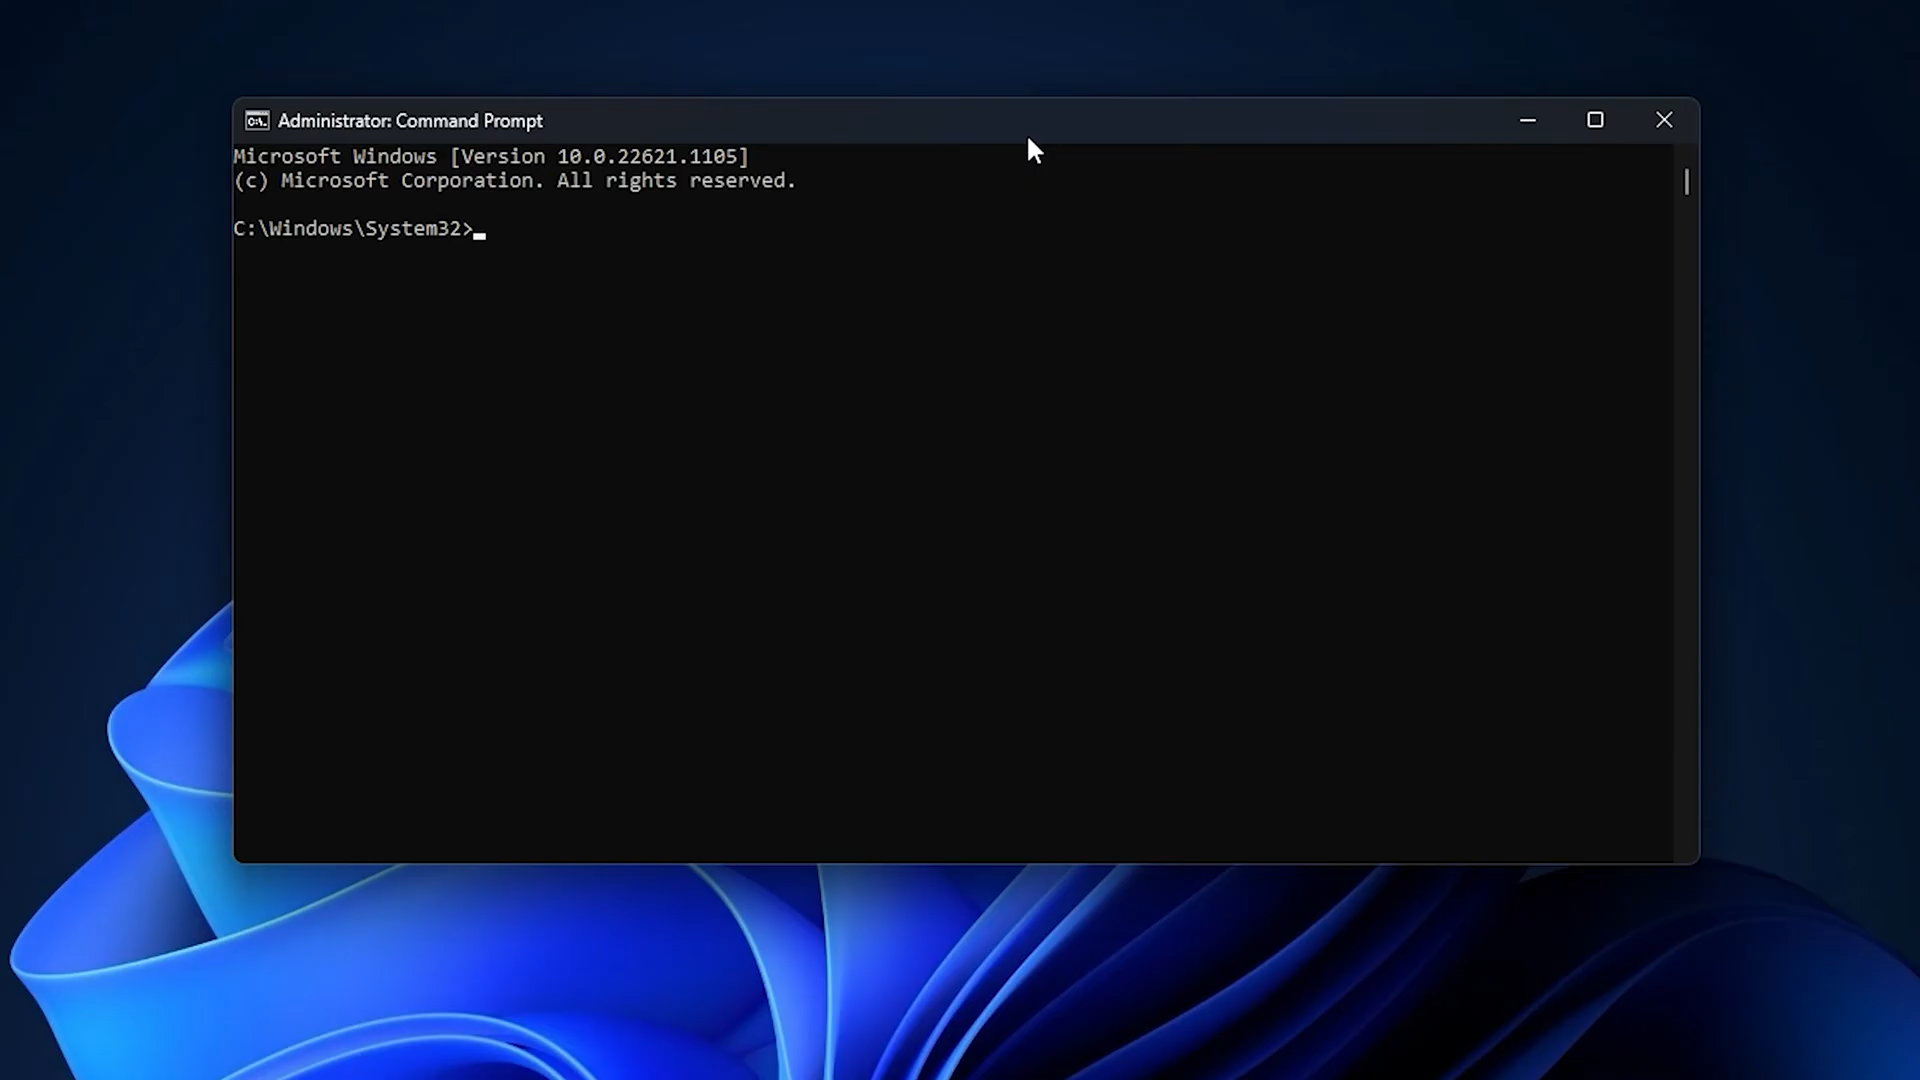 Administrator: Command Prompt
Microsoft Windows [Version 10.0.22621.1105]
(c) Microsoft Corporation. All rights reserved.
C:\Windows\System32>